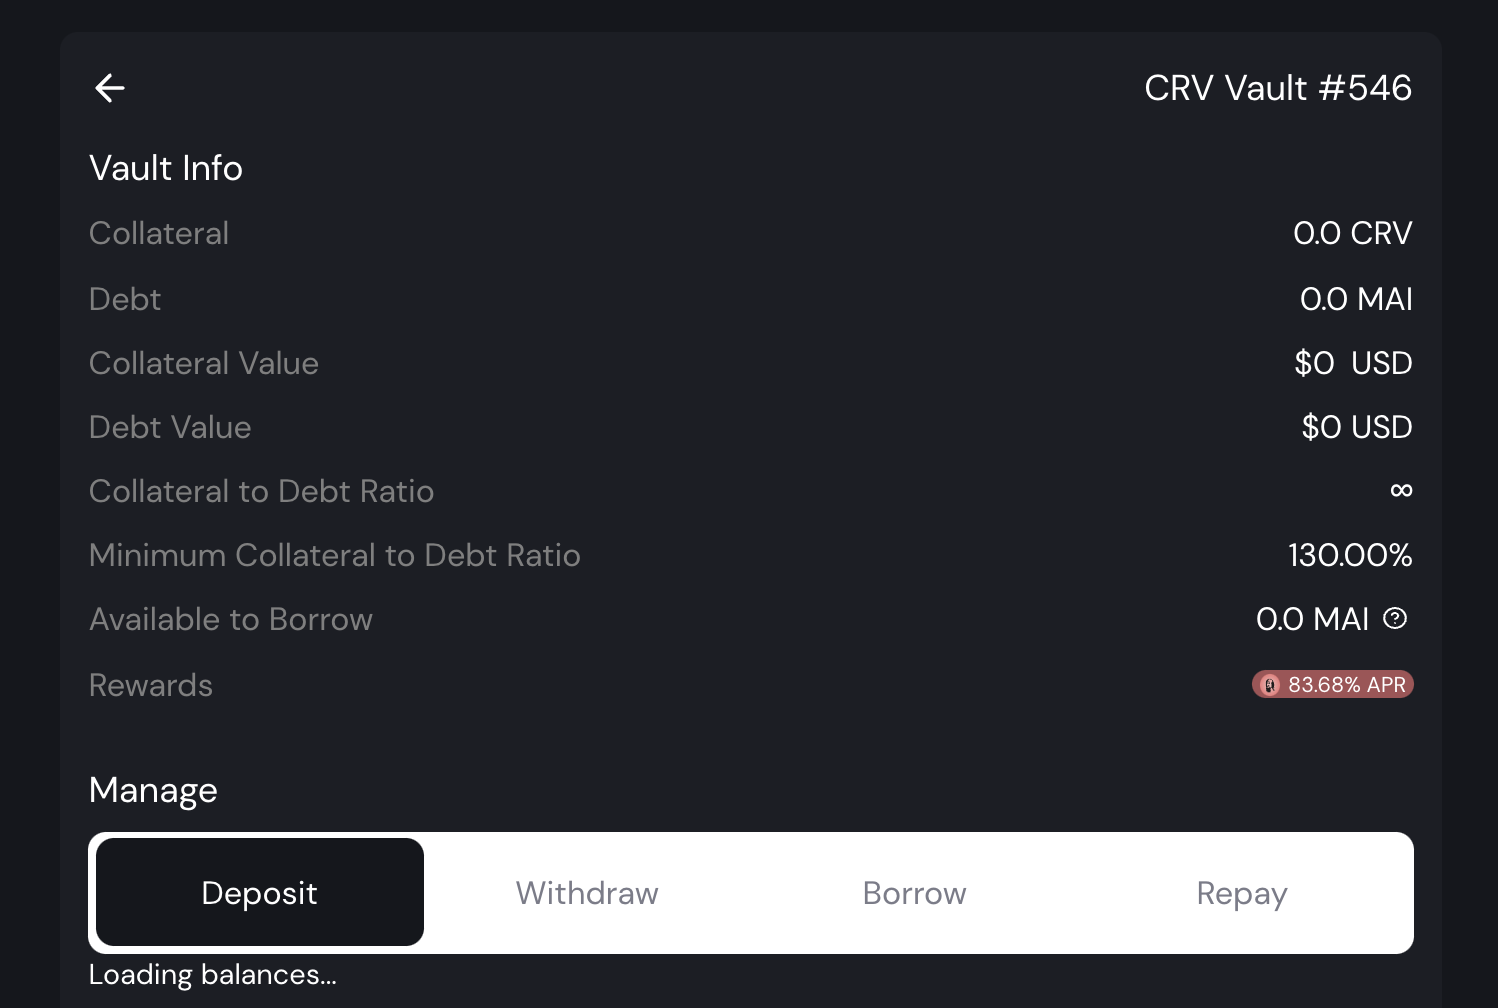 CRV Vault #546
Vault Info
Collateral 0.0 CRV
Debt 0.0 MAI
Collateral Value $0 USD
Debt Value $0 USD
Collateral to Debt Ratio ∞
Minimum Collateral to Debt Ratio 130.00%
Available to Borrow 0.0 MAI
Rewards 83.68% APR
Manage
Deposit Withdraw Borrow Repay
Loading balances...